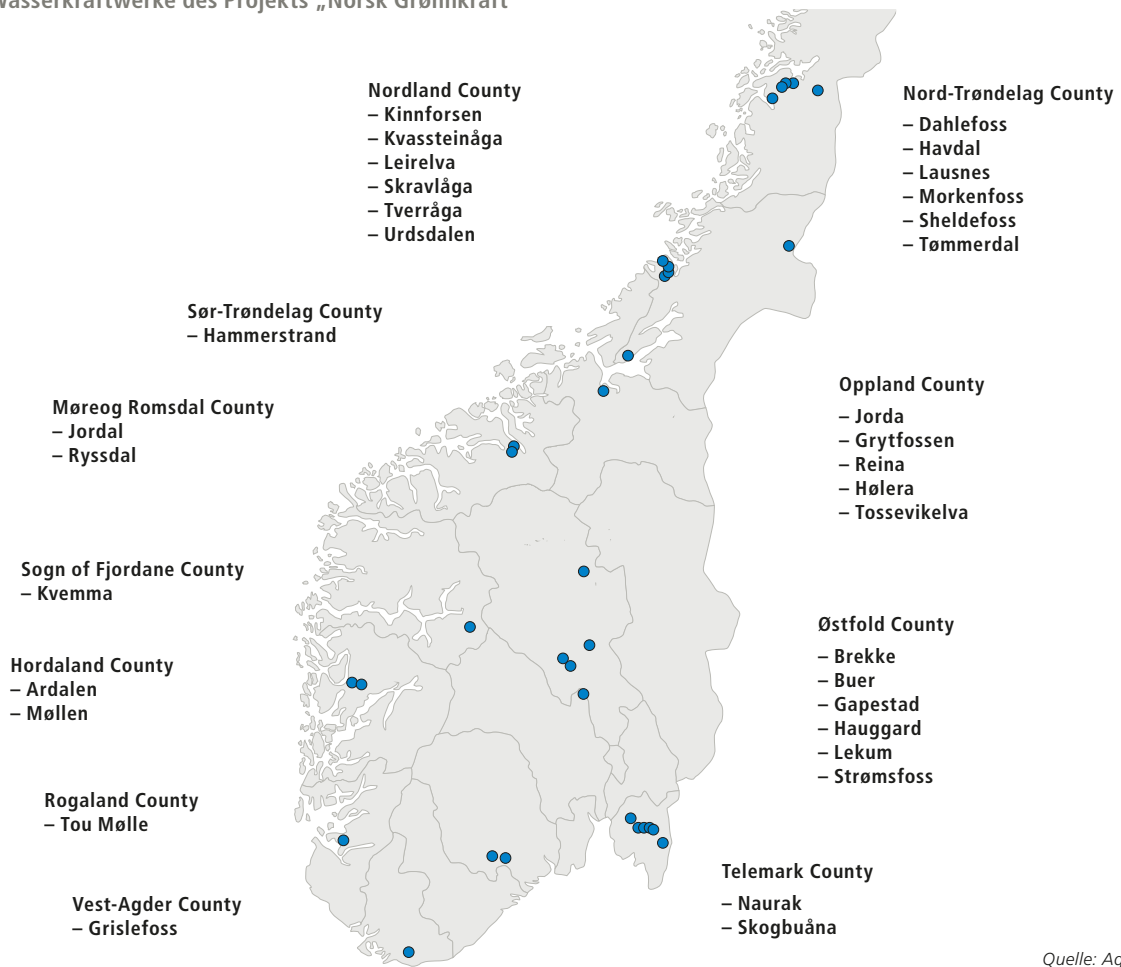 Wasserkraftwerke des Projekts „Norsk Grønnkraft“
Nordland County
– Kinnforsen
– Kvassteinåga
– Leirelva
– Skravlåga
– Tverråga
– Urdsdalen
Nord-Trøndelag County
– Dahlefoss
– Havdal
– Lausnes
– Morkenfoss
– Sheldefoss
– Tømmerdal
Sør-Trøndelag County
– Hammerstrand
Møreog Romsdal County
– Jordal
– Ryssdal
Oppland County
– Jorda
– Grytfossen
– Reina
– Hølera
– Tossevikelva
Sogn of Fjordane County
– Kvemma
Hordaland County
– Ardalen
– Møllen
Østfold County
– Brekke
– Buer
– Gapestad
– Hauggard
– Lekum
– Strømsfoss
Rogaland County
– Tou Mølle
Vest-Agder County
– Grislefoss
Telemark County
– Naurak
– Skogbuåna
Quelle: